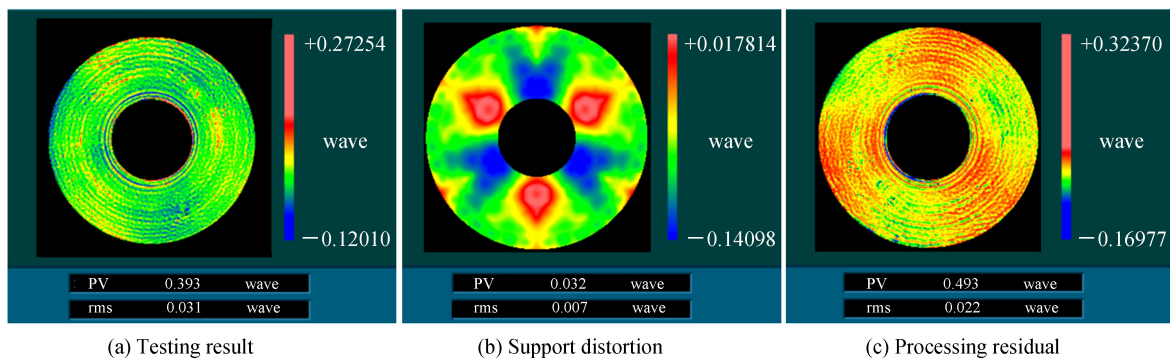 +0.27254
wave
−0.12010
PV 0.393 wave
rms 0.031 wave
(a) Testing result
+0.017814
wave
−0.14098
PV 0.032 wave
rms 0.007 wave
(b) Support distortion
+0.32370
wave
−0.16977
PV 0.493 wave
rms 0.022 wave
(c) Processing residual